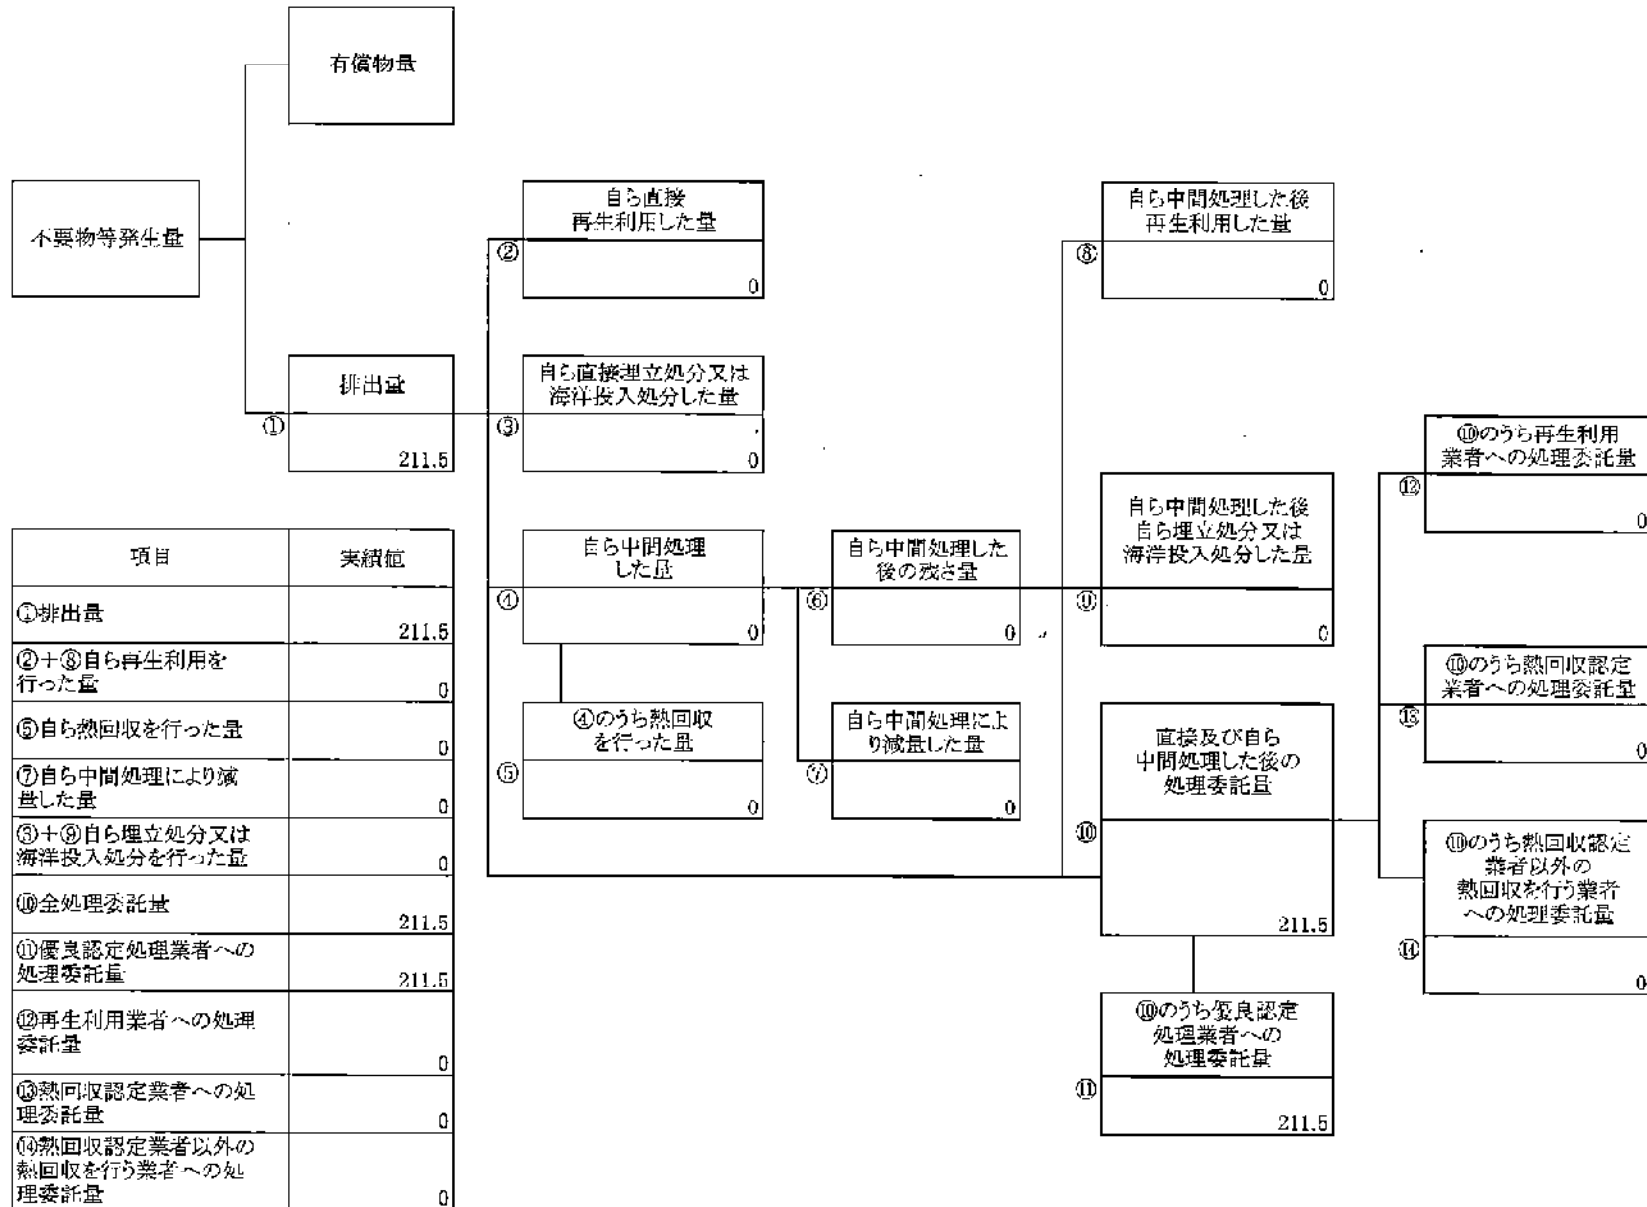 有償物量
不要物等発生量
自ら直接
再生利用した量
②
0
自ら中間処理した後
再生利用した量
⑧
0
排出量
①
211.5
自ら直接埋立処分又は
海洋投入処分した量
③
0
⑩のうち再生利用
業者への処理委託量
⑫
0
自ら中間処理
した量
④
0
自ら中間処理した
後の残さ量
⑥
0
自ら中間処理した後
自ら埋立処分又は
海洋投入処分した量
⑨
0
⑩のうち熱回収認定
業者への処理委託量
⑬
0
④のうち熱回収
を行った量
⑤
0
自ら中間処理によ
り減量した量
⑦
0
直接及び自ら
中間処理した後の
処理委託量
⑩
211.5
⑩のうち熱回収認定
業者以外の
熱回収を行う業者
への処理委託量
⑭
0
⑩のうち優良認定
処理業者への
処理委託量
⑪
211.5
項目 実績値
①排出量
211.5
②+⑧自ら再生利用を
行った量 0
⑤自ら熱回収を行った量
0
⑦自ら中間処理により減
量した量 0
③+⑨自ら埋立処分又は
海洋投入処分を行った量 0
⑩全処理委託量
211.5
⑪優良認定処理業者への
処理委託量 211.5
⑫再生利用業者への処理
委託量
0
⑬熱回収認定業者への処
理委託量 0
⑭熱回収認定業者以外の
熱回収を行う業者への処
理委託量 0